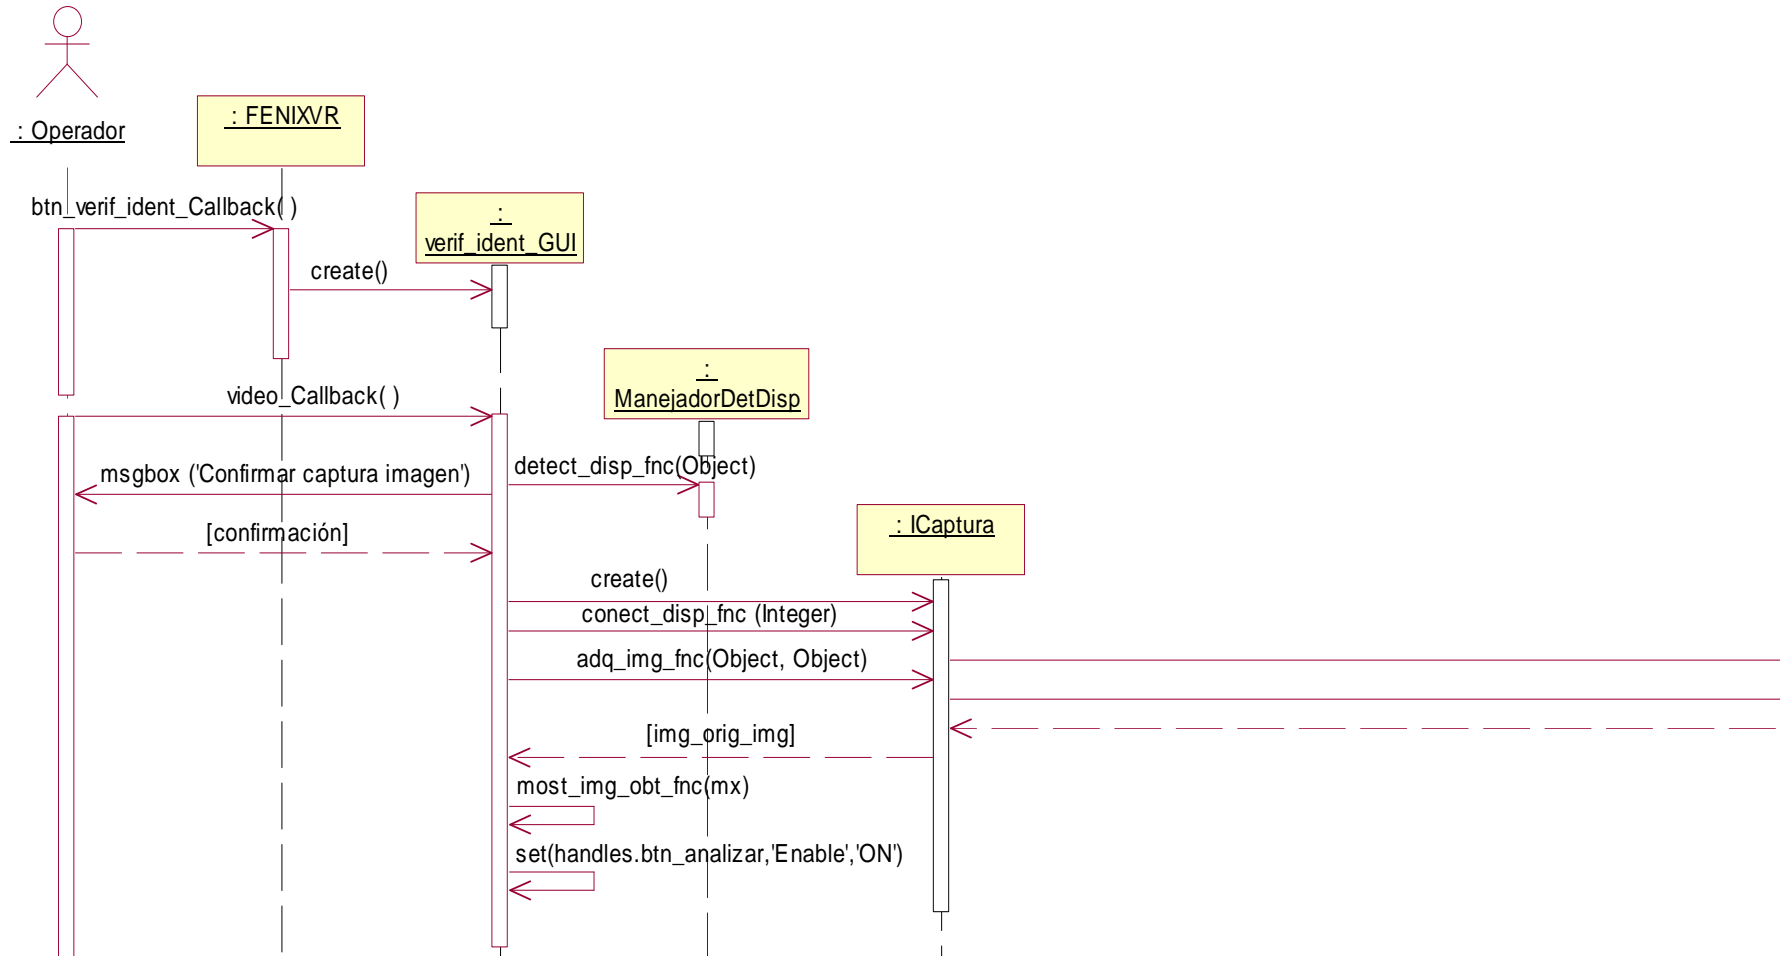 : Operador
: FENIXVR
btn_verif_ident_Callback( )
:
verif_ident_GUI
create()
:
ManejadorDetDisp
video_Callback( )
msgbox ('Confirmar captura imagen')
detect_disp_fnc(Object)
: ICaptura
[confirmación]
create()
conect_disp_fnc (Integer)
adq_img_fnc(Object, Object)
[img_orig_img]
most_img_obt_fnc(mx)
set(handles.btn_analizar,'Enable','ON')